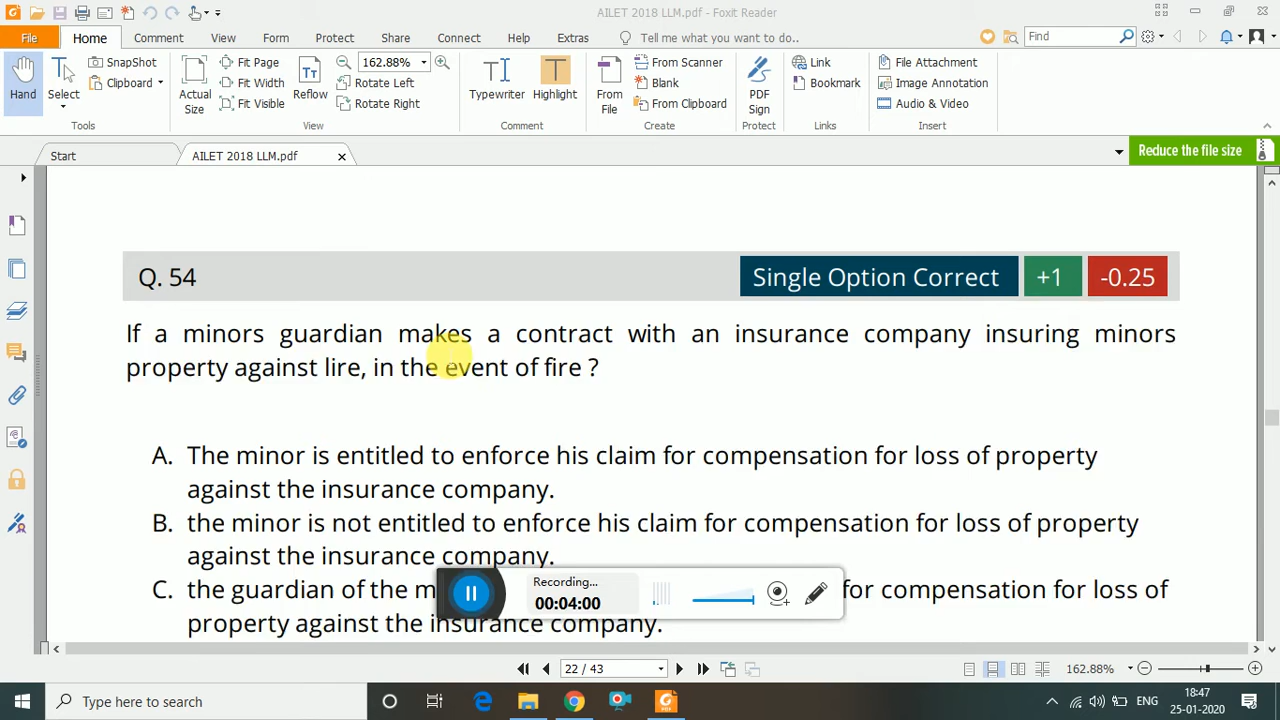 AILET 2018 LLM.pdf - Foxit Reader
File Home Comment View Form Protect Share Connect Help Extras Tell me what you want to do.. Find
Hand Select SnapShot Clipboard Actual Size Fit Page Fit Width Fit Visible Reflow 162.88% Rotate Left Rotate Right Typewriter Highlight From File From Scanner Blank From Clipboard PDF Sign Link Bookmark File Attachment Image Annotation Audio & Video
Tools View Comment Create Protect Links Insert
Start AILET 2018 LLM.pdf Reduce the file size
Q. 54 Single Option Correct +1 -0.25
If a minors guardian makes a contract with an insurance company insuring minors
property against lire, in the event of fire ?
A. The minor is entitled to enforce his claim for compensation for loss of property
against the insurance company.
B. the minor is not entitled to enforce his claim for compensation for loss of property
against the insurance company.
C. the guardian of the m for compensation for loss of
property against the insurance company.
Recording...
00:04:00
22 / 43 162.88%
Type here to search ENG 18:47
25-01-2020